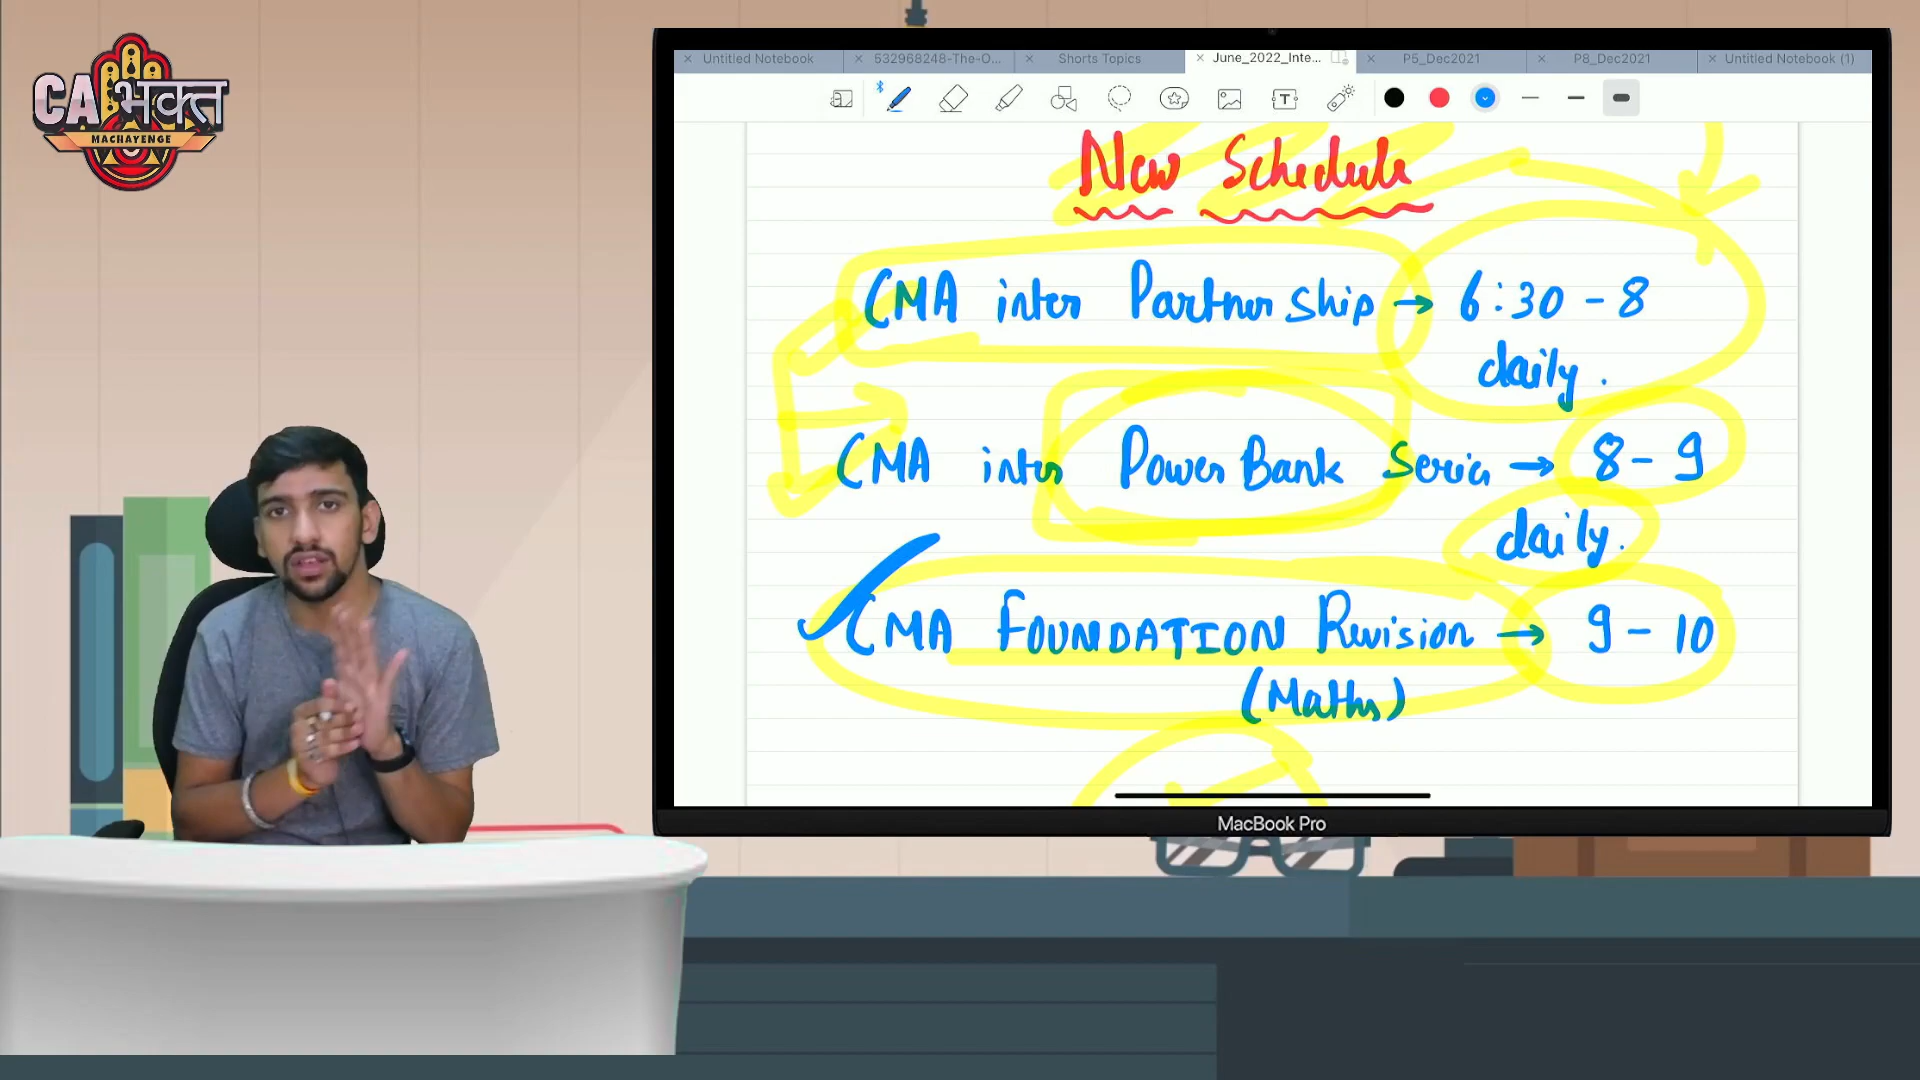 CA भक्त
MACHAYENGE
Untitled Notebook
532968248-The-O...
Shorts Topics
June_2022_Inte...
P5_Dec2021
P8_Dec2021
Untitled Notebook (1)
New Schedule
CMA inter Partnership → 6:30 - 8
daily.
CMA inter Power Bank Series → 8 - 9
daily.
CMA FOUNDATION Revision → 9 - 10
(Maths)
MacBook Pro